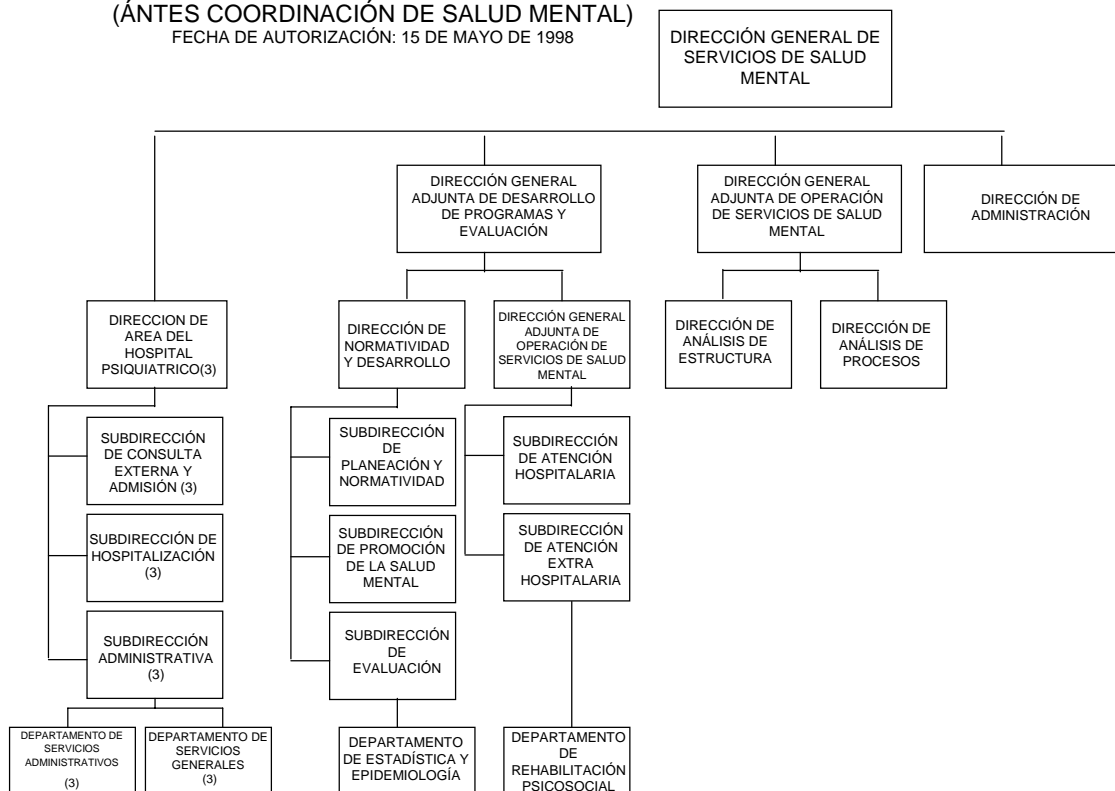 (ÁNTES COORDINACIÓN DE SALUD MENTAL)
FECHA DE AUTORIZACIÓN: 15 DE MAYO DE 1998
DIRECCIÓN GENERAL DE
SERVICIOS DE SALUD
MENTAL
DIRECCIÓN GENERAL
ADJUNTA DE DESARROLLO
DE PROGRAMAS Y
EVALUACIÓN
DIRECCIÓN GENERAL
ADJUNTA DE OPERACIÓN
DE SERVICIOS DE SALUD
MENTAL
DIRECCIÓN DE
ADMINISTRACIÓN
DIRECCION DE
AREA DEL
HOSPITAL
PSIQUIATRICO(3)
DIRECCIÓN DE
NORMATIVIDAD
Y DESARROLLO
DIRECCIÓN GENERAL
ADJUNTA DE
OPERACIÓN DE
SERVICIOS DE SALUD
MENTAL
DIRECCIÓN DE
ANÁLISIS DE
ESTRUCTURA
DIRECCIÓN DE
ANÁLISIS DE
PROCESOS
SUBDIRECCIÓN
DE CONSULTA
EXTERNA Y
ADMISIÓN (3)
SUBDIRECCIÓN
DE
PLANEACIÓN Y
NORMATIVIDAD
SUBDIRECCIÓN
DE ATENCIÓN
HOSPITALARIA
SUBDIRECCIÓN DE
HOSPITALIZACIÓN
(3)
SUBDIRECCIÓN
DE PROMOCIÓN
DE LA SALUD
MENTAL
SUBDIRECCIÓN
DE ATENCIÓN
EXTRA
HOSPITALARIA
SUBDIRECCIÓN
ADMINISTRATIVA
(3)
SUBDIRECCIÓN
DE
EVALUACIÓN
DEPARTAMENTO DE
SERVICIOS
ADMINISTRATIVOS
(3)
DEPARTAMENTO DE
SERVICIOS
GENERALES
(3)
DEPARTAMENTO
DE ESTADÍSTICA Y
EPIDEMIOLOGÍA
DEPARTAMENTO
DE
REHABILITACIÓN
PSICOSOCIAL